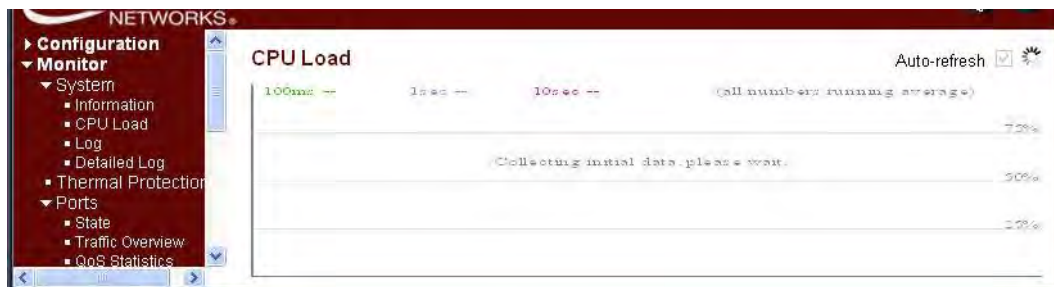 NETWORKS®
Configuration
Monitor
System
Information
CPU Load
Log
Detailed Log
Thermal Protection
Ports
State
Traffic Overview
QoS Statistics
CPU Load
Auto-refresh
100ms -- 1sec -- 10sec -- (all numbers running average)
75%
Collecting initial data, please wait.
50%
25%